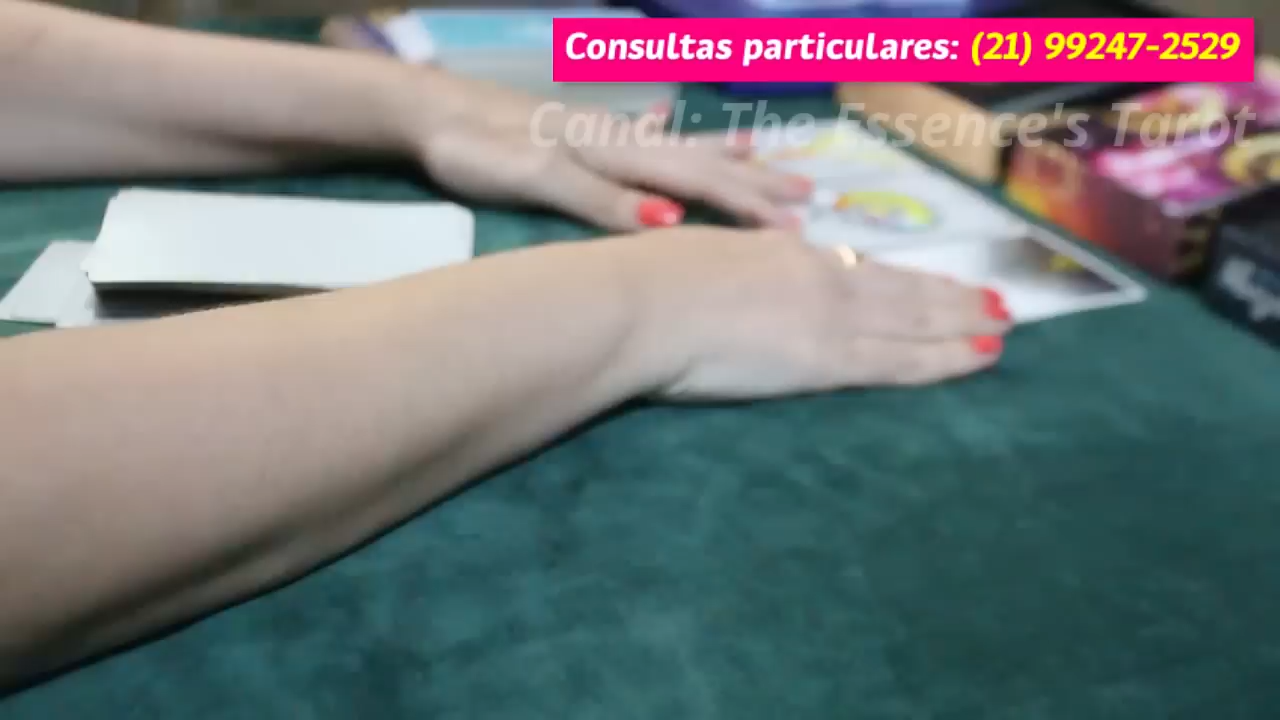 Consultas particulares: (21) 99247-2529
Canal: The Essence's Tarot